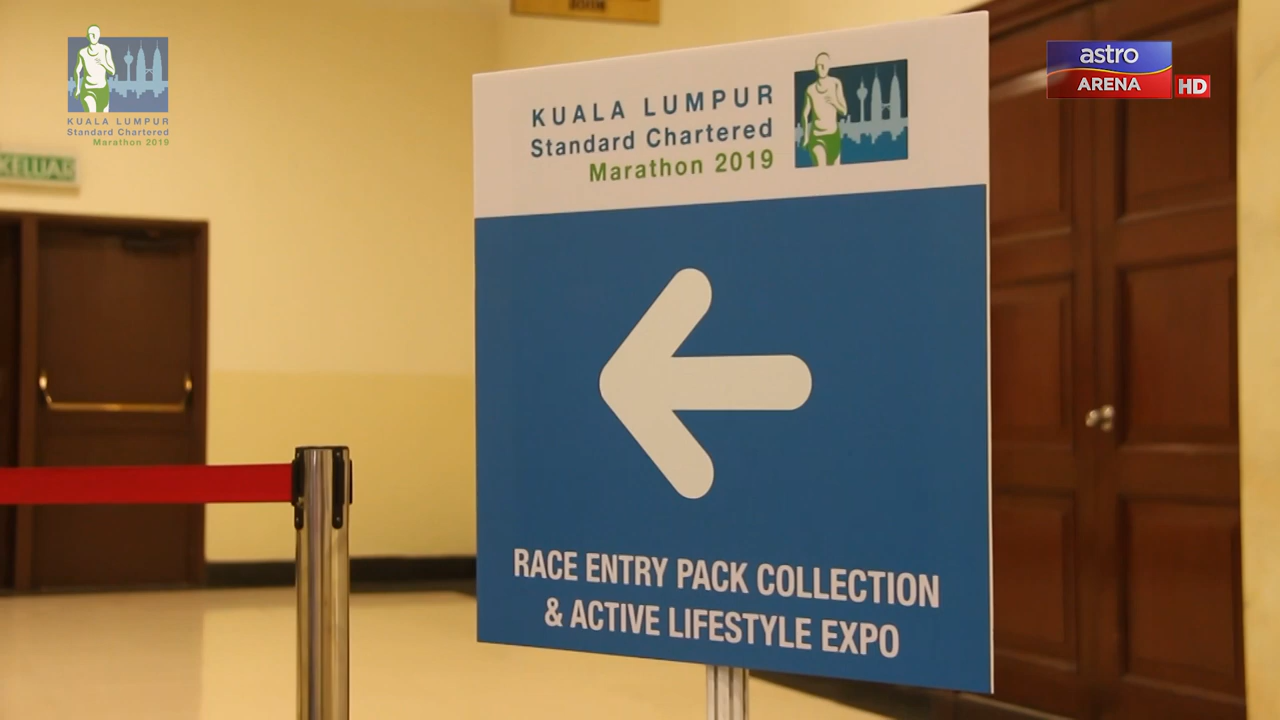 KUALA LUMPUR
Standard Chartered
Marathon 2019
astro
ARENA HD
KELUAR
KUALA LUMPUR
Standard Chartered
Marathon 2019
RACE ENTRY PACK COLLECTION
& ACTIVE LIFESTYLE EXPO